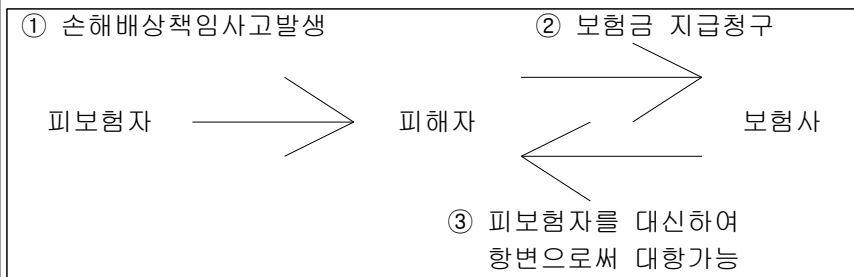 ① 손해배상책임사고발생 ② 보험금 지급청구
피보험자 피해자 보험사
③ 피보험자를 대신하여
항변으로써 대항가능